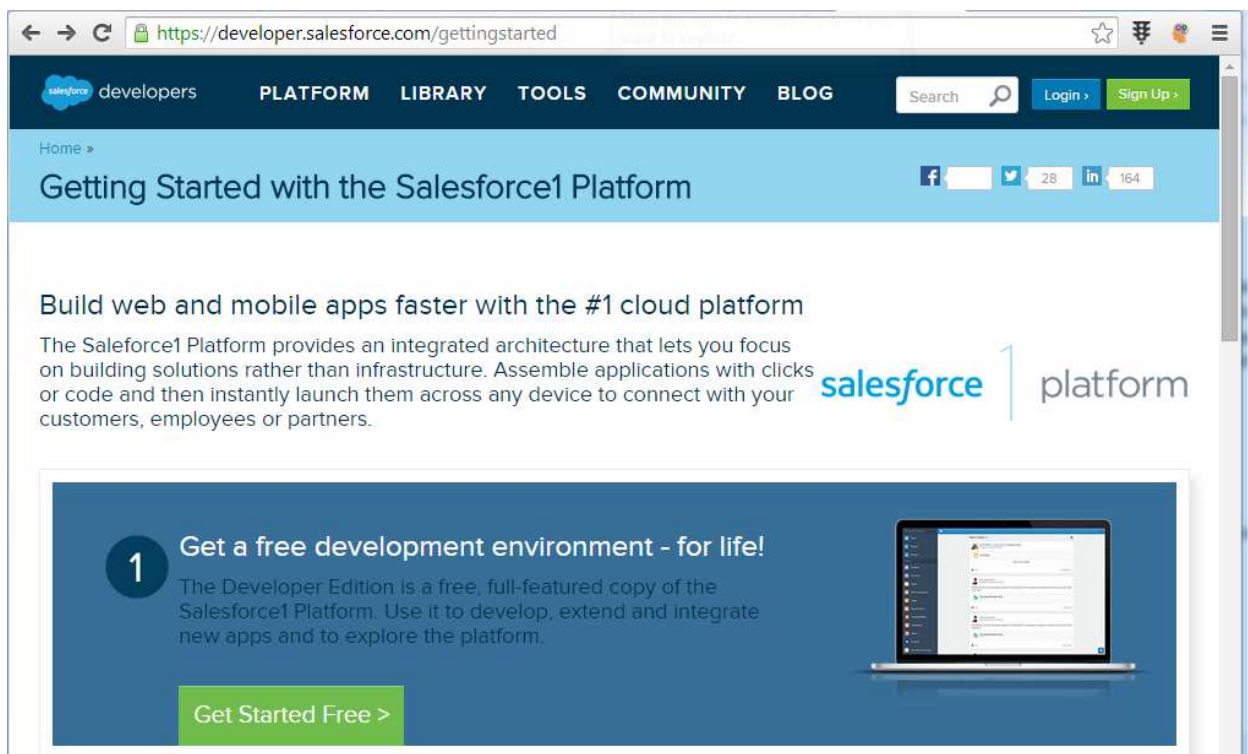 https://developer.salesforce.com/gettingstarted
salesforce developers PLATFORM LIBRARY TOOLS COMMUNITY BLOG Search Login › Sign Up ›
Home »
Getting Started with the Salesforce1 Platform
f 28 in 164
Build web and mobile apps faster with the #1 cloud platform
The Saleforce1 Platform provides an integrated architecture that lets you focus
on building solutions rather than infrastructure. Assemble applications with clicks
or code and then instantly launch them across any device to connect with your
customers, employees or partners.
salesforce 1 platform
1
Get a free development environment - for life!
The Developer Edition is a free, full-featured copy of the
Salesforce1 Platform. Use it to develop, extend and integrate
new apps and to explore the platform.
Get Started Free >